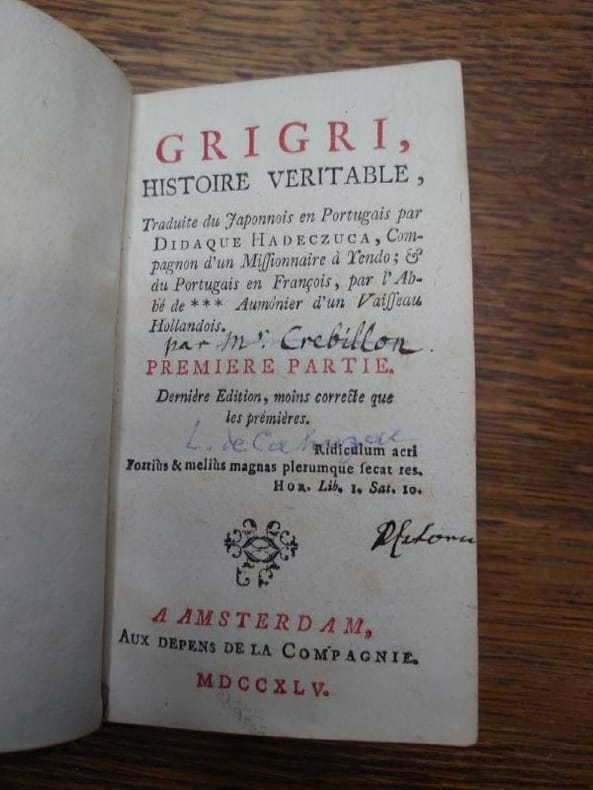 GRIGRI,
HISTOIRE VERITABLE,
Traduite du Japonnois en Portugais par
DIDAQUE HADECZUCA, Com-
pagnon d'un Miſſionnaire à Yendo; &
du Portugais en François, par l'Ab-
bé de *** Aumônier d'un Vaiſſeau
Hollandois.
par Mr. Crebillon.
PREMIERE PARTIE.
Dernière Edition, moins correcte que
les prémières.
L. de Cahuzac
Ridiculum acri
Fortiùs & meliùs magnas plerumque ſecat res.
HOR. Lib. 1. Sat. 10.
A AMSTERDAM,
AUX DEPENS DE LA COMPAGNIE.
MDCCXLV.